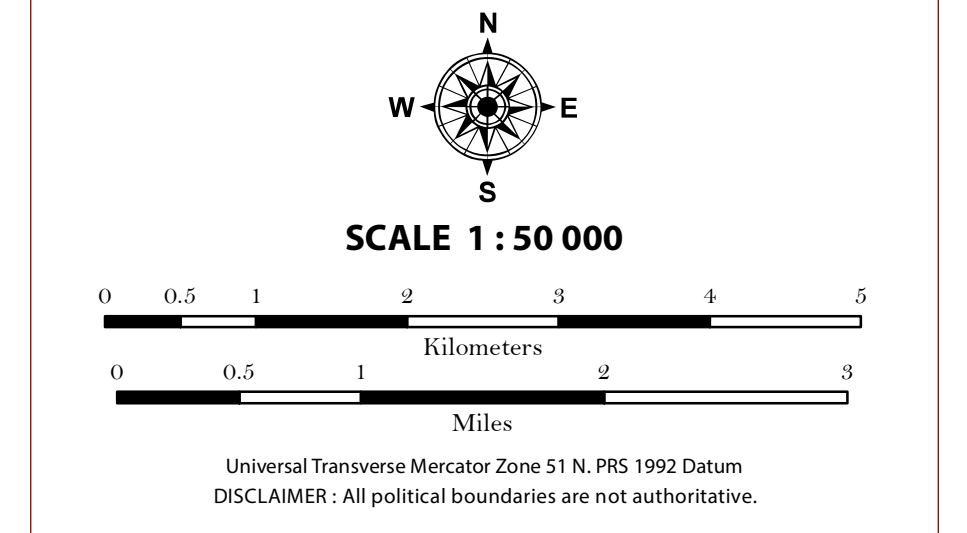 N
W E
S
SCALE 1 : 50 000
0 0.5 1 2 3 4 5
Kilometers
0 0.5 1 2 3
Miles
Universal Transverse Mercator Zone 51 N. PRS 1992 Datum
DISCLAIMER : All political boundaries are not authoritative.